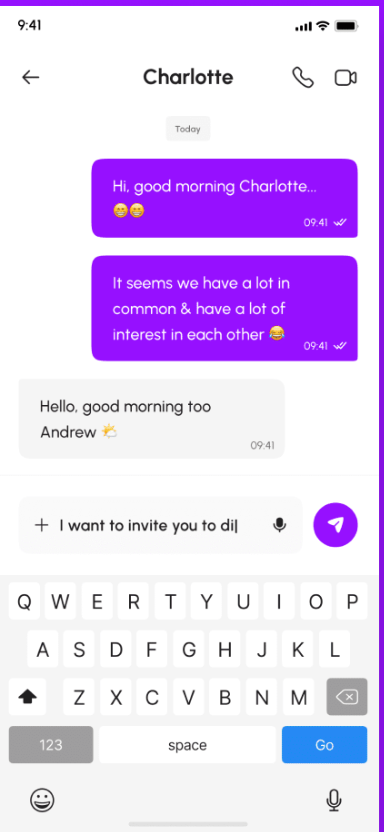 9:41
Charlotte
Today
Hi, good morning Charlotte...
😁😁
09:41
It seems we have a lot in
common & have a lot of
interest in each other 😂
09:41
Hello, good morning too
Andrew 🌤️
09:41
I want to invite you to di
Q W E R T Y U I O P
A S D F G H J K L
Z X C V B N M
123 space Go